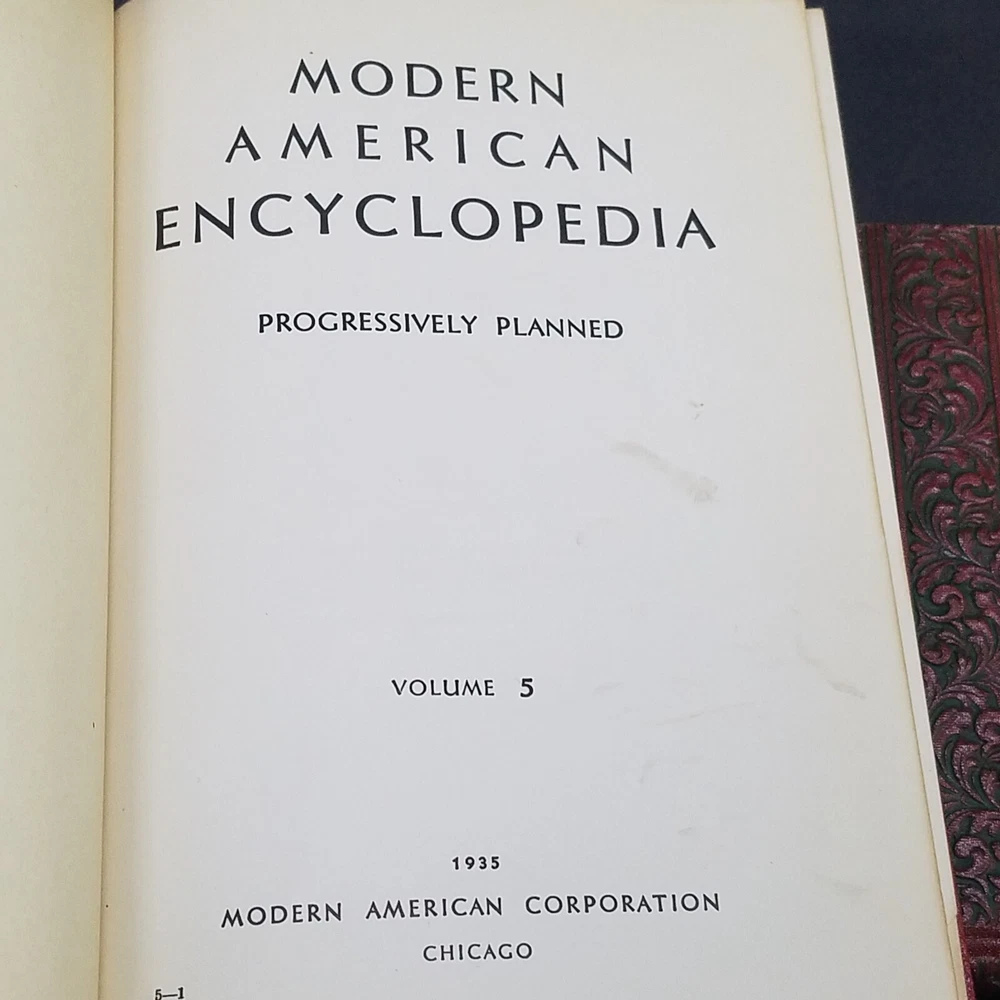 MODERN
AMERICAN
ENCYCLOPEDIA
PROGRESSIVELY PLANNED
VOLUME 5
1935
MODERN AMERICAN CORPORATION
CHICAGO
5—1